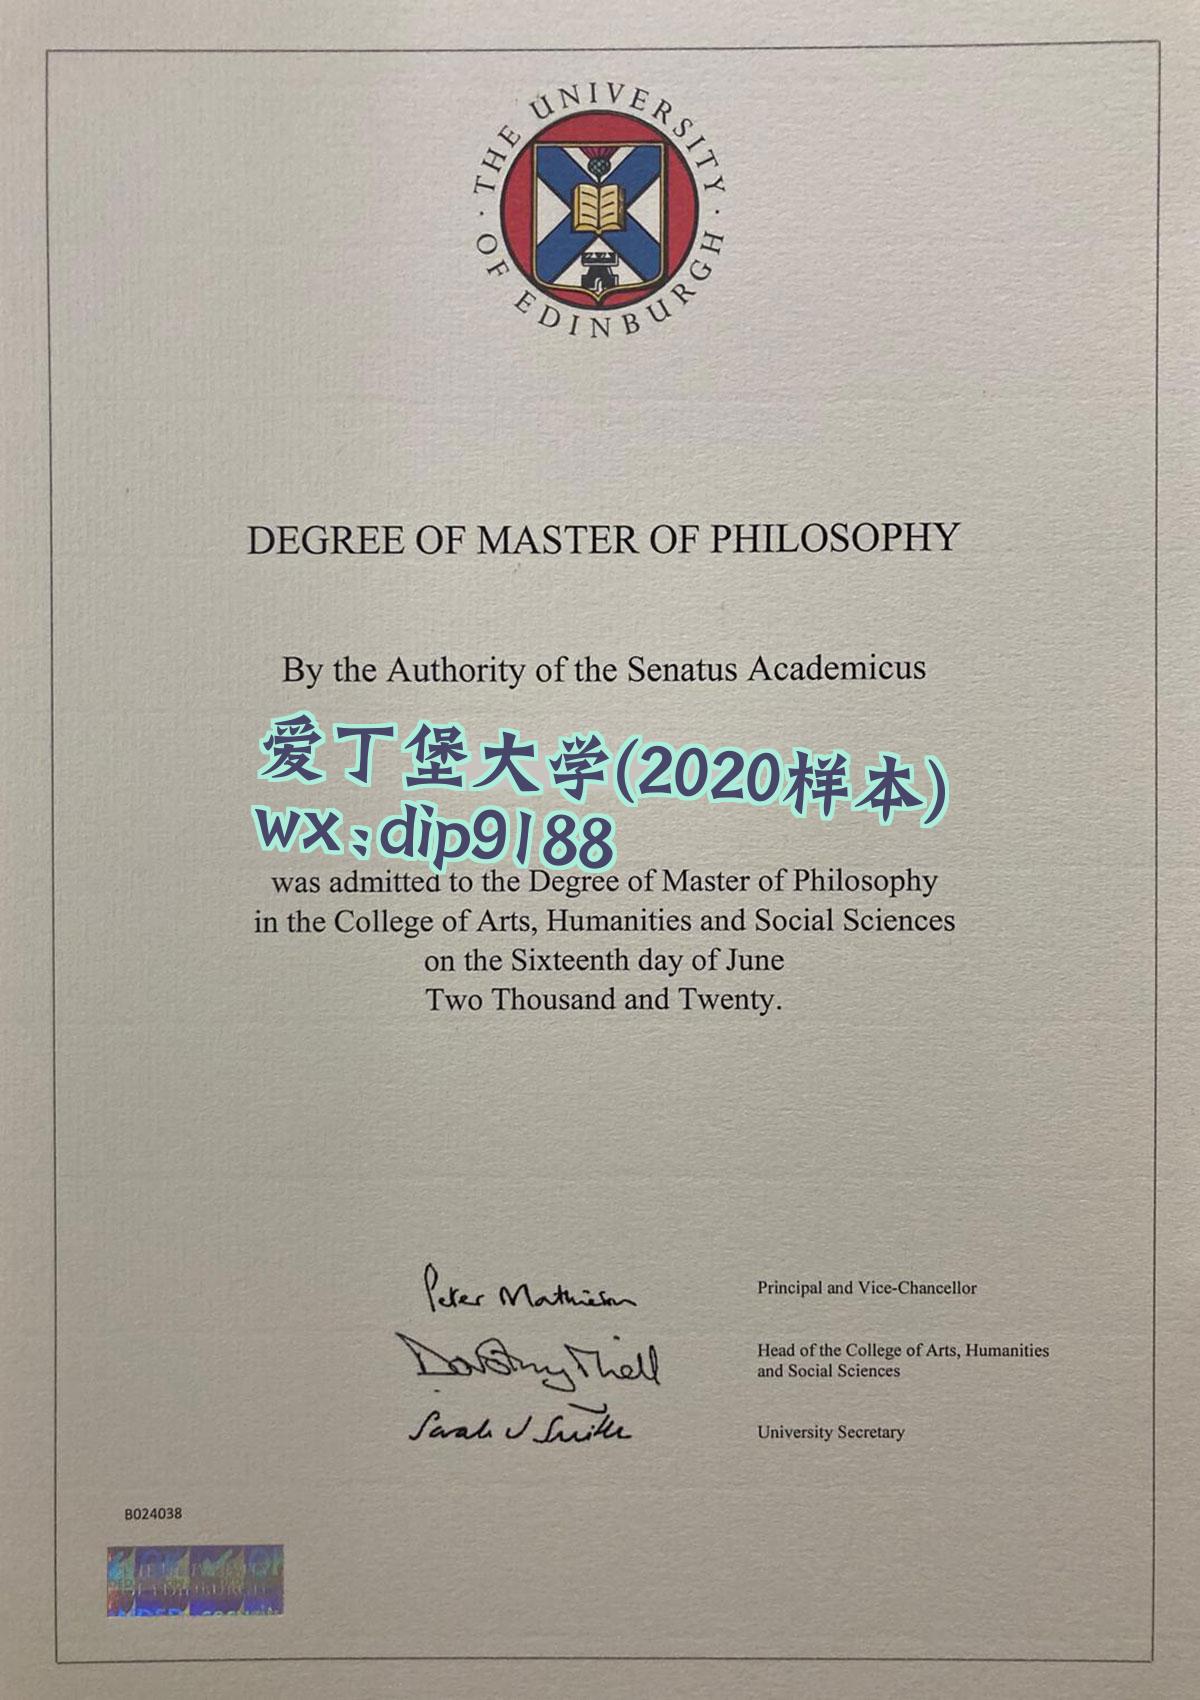 THE UNIVERSITY OF EDINBURGH
DEGREE OF MASTER OF PHILOSOPHY
By the Authority of the Senatus Academicus
爱丁堡大学(2020样本)
wx:dip9188
was admitted to the Degree of Master of Philosophy
in the College of Arts, Humanities and Social Sciences
on the Sixteenth day of June
Two Thousand and Twenty.
Peter Mathieson
Principal and Vice-Chancellor
Head of the College of Arts, Humanities
and Social Sciences
Sarah J Smith
University Secretary
B024038